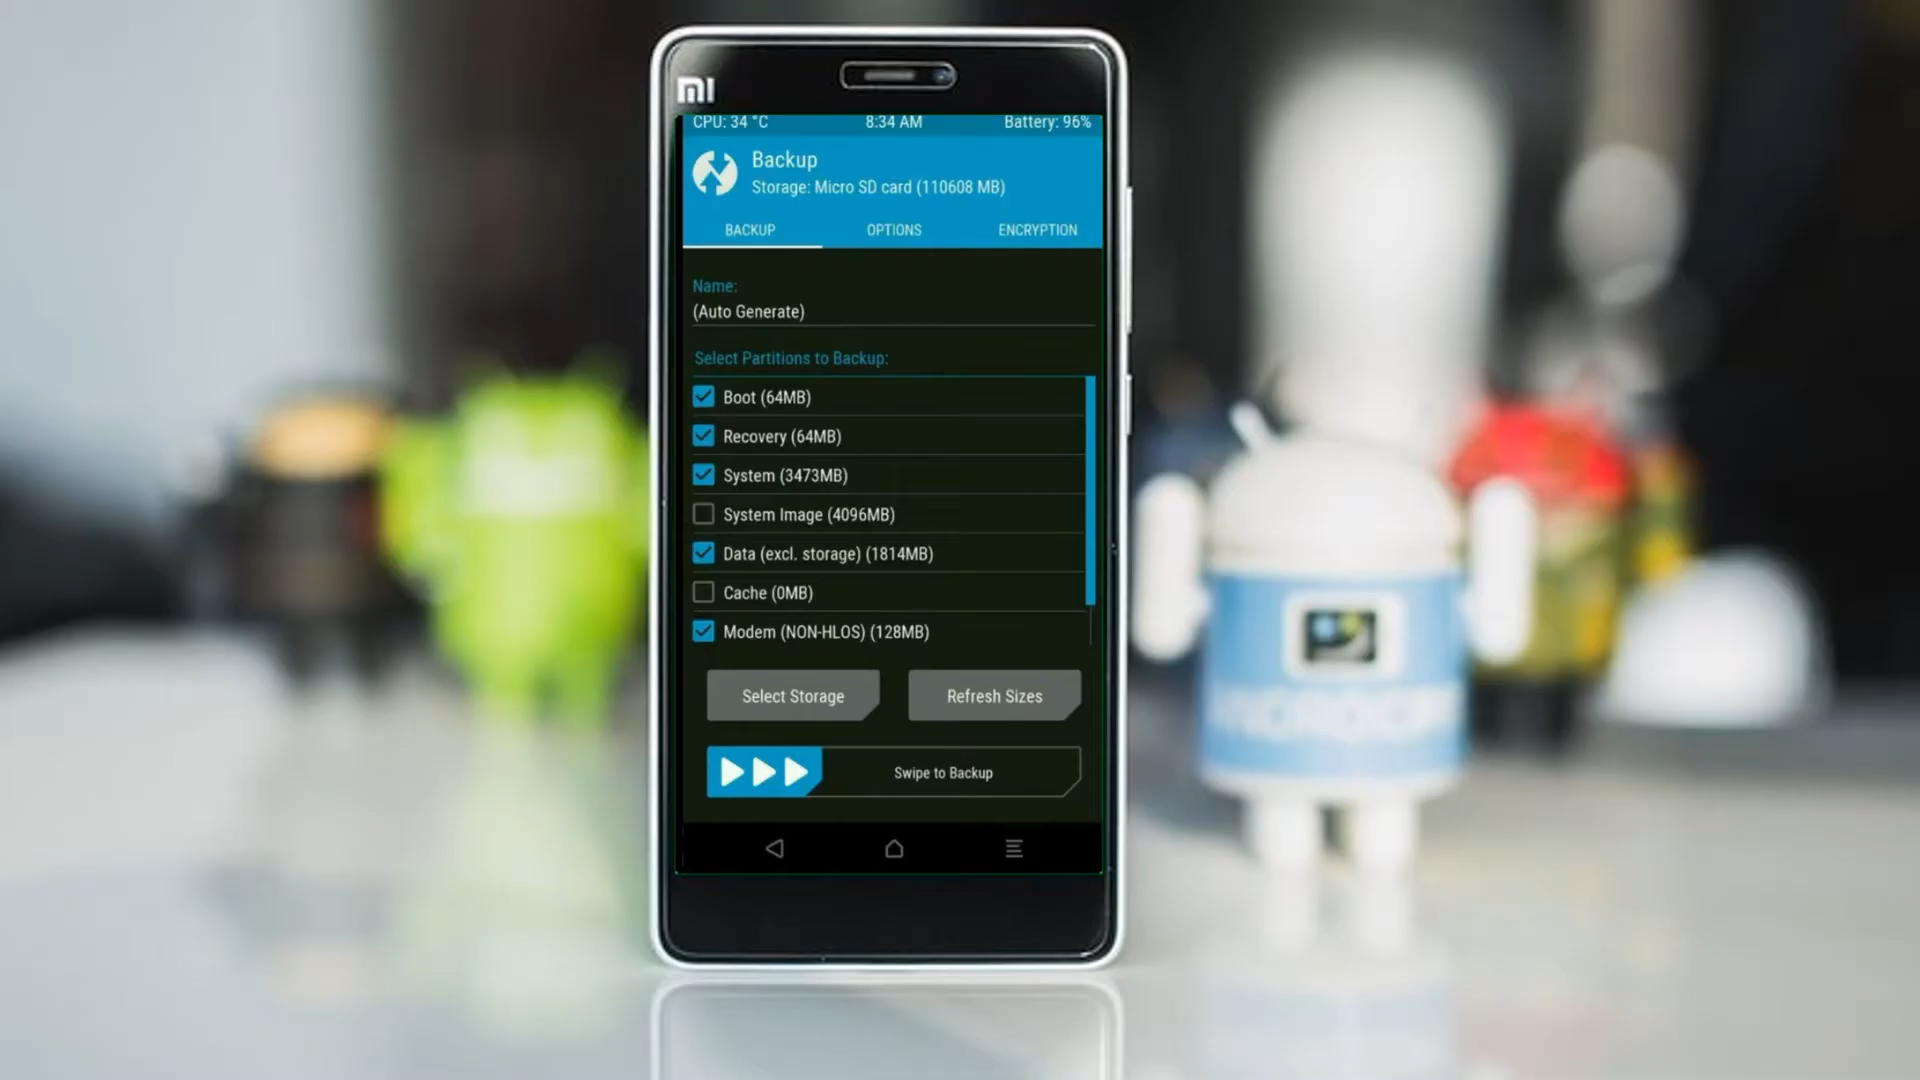 MI
CPU: 34 °C 8:34 AM Battery: 96%
Backup
Storage: Micro SD card (110608 MB)
BACKUP OPTIONS ENCRYPTION
Name:
(Auto Generate)
Select Partitions to Backup:
Boot (64MB)
Recovery (64MB)
System (3473MB)
System Image (4096MB)
Data (excl. storage) (1814MB)
Cache (0MB)
Modem (NON-HLOS) (128MB)
Select Storage Refresh Sizes
Swipe to Backup